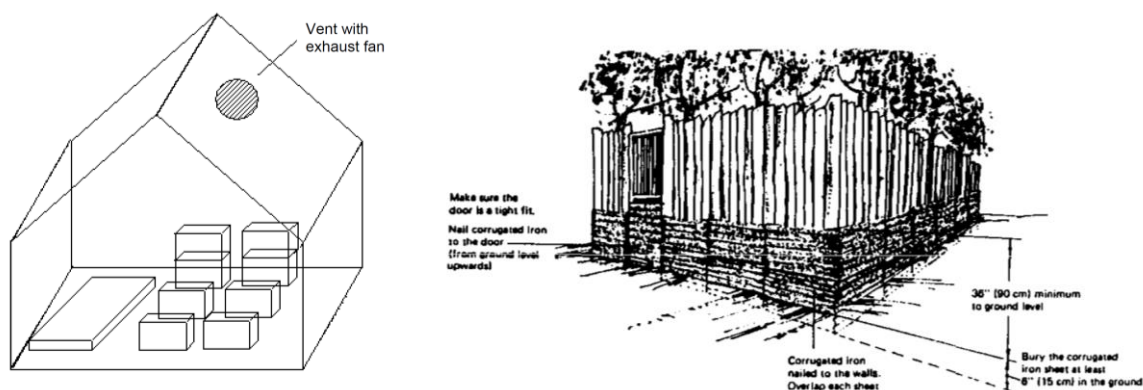 Vent with
exhaust fan
Make sure the
door is a tight fit.
Nail corrugated iron
to the door
(from ground level
upwards)
36" (90 cm) minimum
to ground level
Corrugated iron
nailed to the walls.
Overlap each sheet
Bury the corrugated
iron sheet at least
6" (15 cm) in the ground